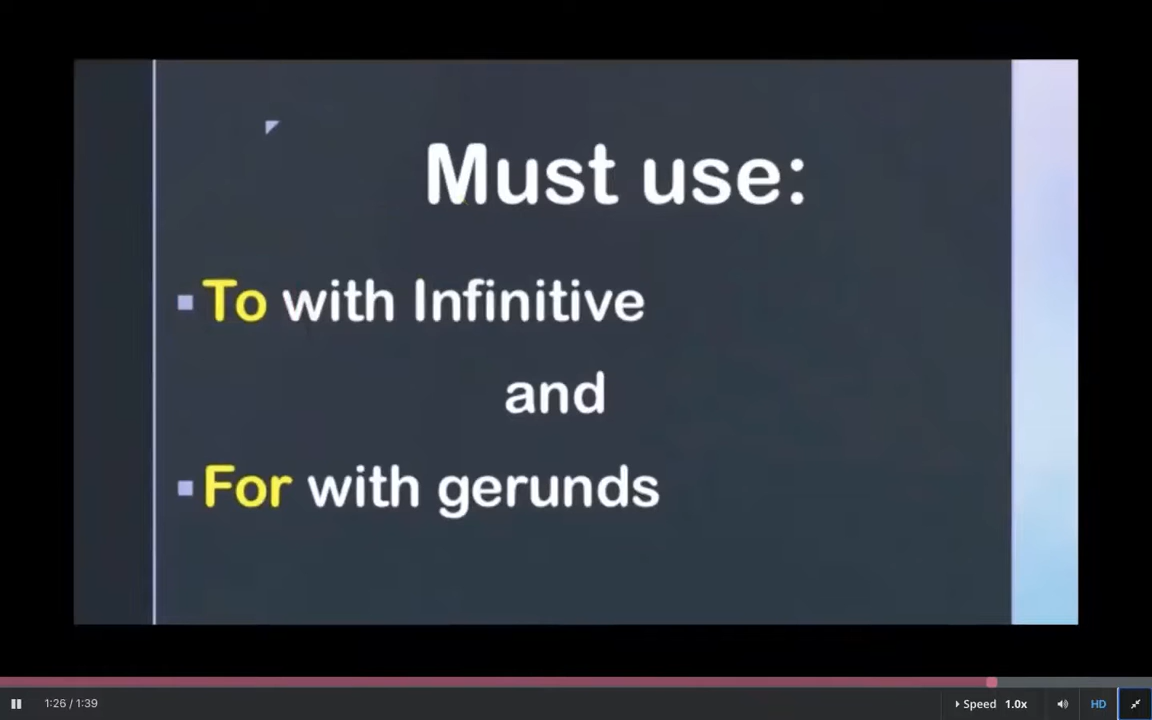 Must use:
To with Infinitive
and
For with gerunds
1:26 / 1:39
Speed 1.0x
HD